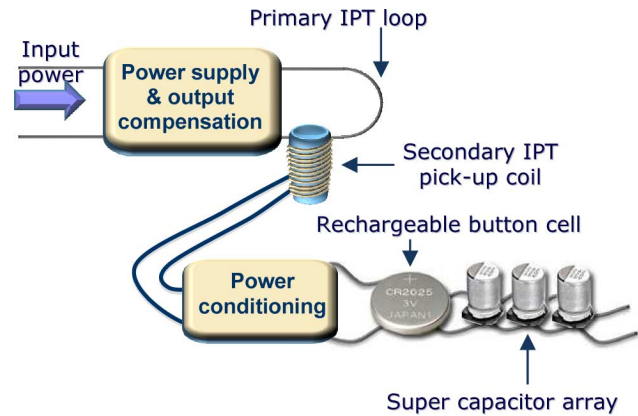 Primary IPT loop
Input
power
Power supply
& output
compensation
Secondary IPT
pick-up coil
Rechargeable button cell
Power
conditioning
+
CR2025
3V
JAPAN1
Super capacitor array